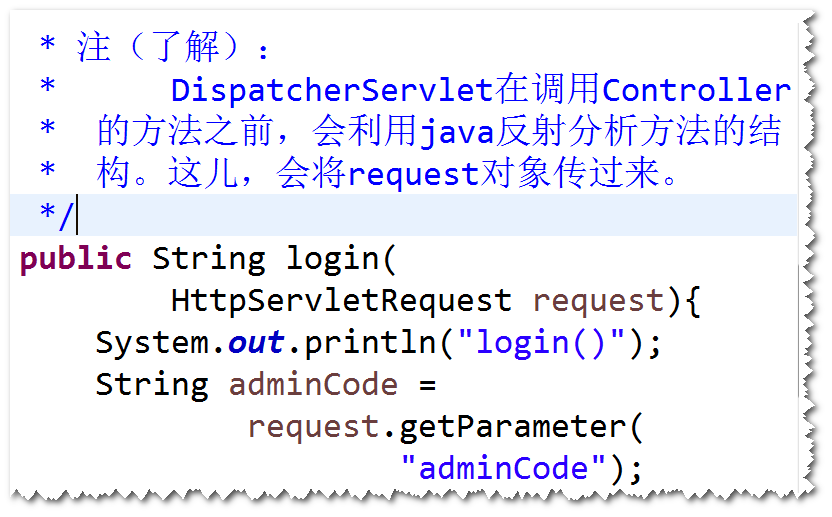 * 注（了解）：
*      DispatcherServlet在调用Controller
*  的方法之前，会利用java反射分析方法的结
*  构。这儿，会将request对象传过来。
*/
public String login(
        HttpServletRequest request){
    System.out.println("login()");
    String adminCode =
            request.getParameter(
                    "adminCode");